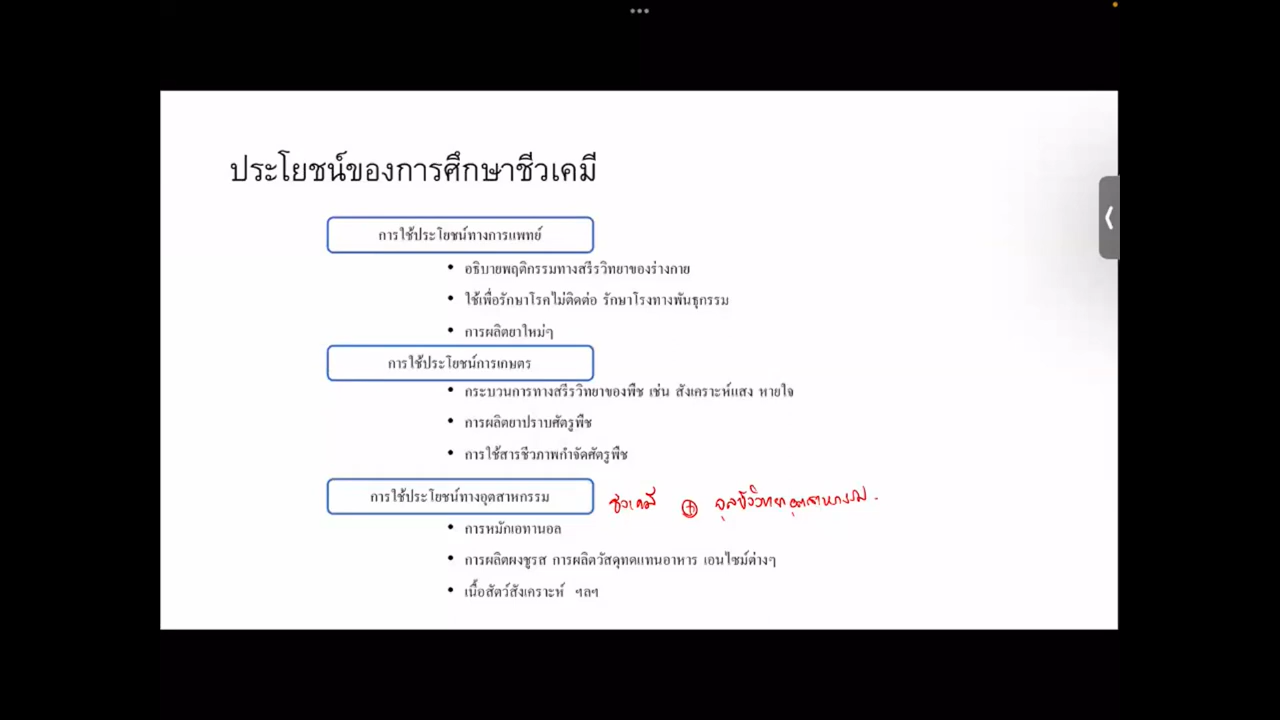 ประโยชน์ของการศึกษาชีวเคมี
การใช้ประโยชน์ทางการแพทย์
• อธิบายพฤติกรรมทางสรีรวิทยาของร่างกาย
• ใช้เพื่อรักษาโรคไม่ติดต่อ รักษาโรงทางพันธุกรรม
• การผลิตยาใหม่ๆ
การใช้ประโยชน์การเกษตร
• กระบวนการทางสรีรวิทยาของพืช เช่น สังเคราะห์แสง หายใจ
• การผลิตยาปราบศัตรูพืช
• การใช้สารชีวภาพกำจัดศัตรูพืช
การใช้ประโยชน์ทางอุตสาหกรรม ชีวเคมี ⊕ จุลชีววิทยาอุตสาหกรรม.
• การหมักเอทานอล
• การผลิตผงชูรส การผลิตวัสดุทดแทนอาหาร เอนไซม์ต่างๆ
• เนื้อสัตว์สังเคราะห์ ฯลฯ